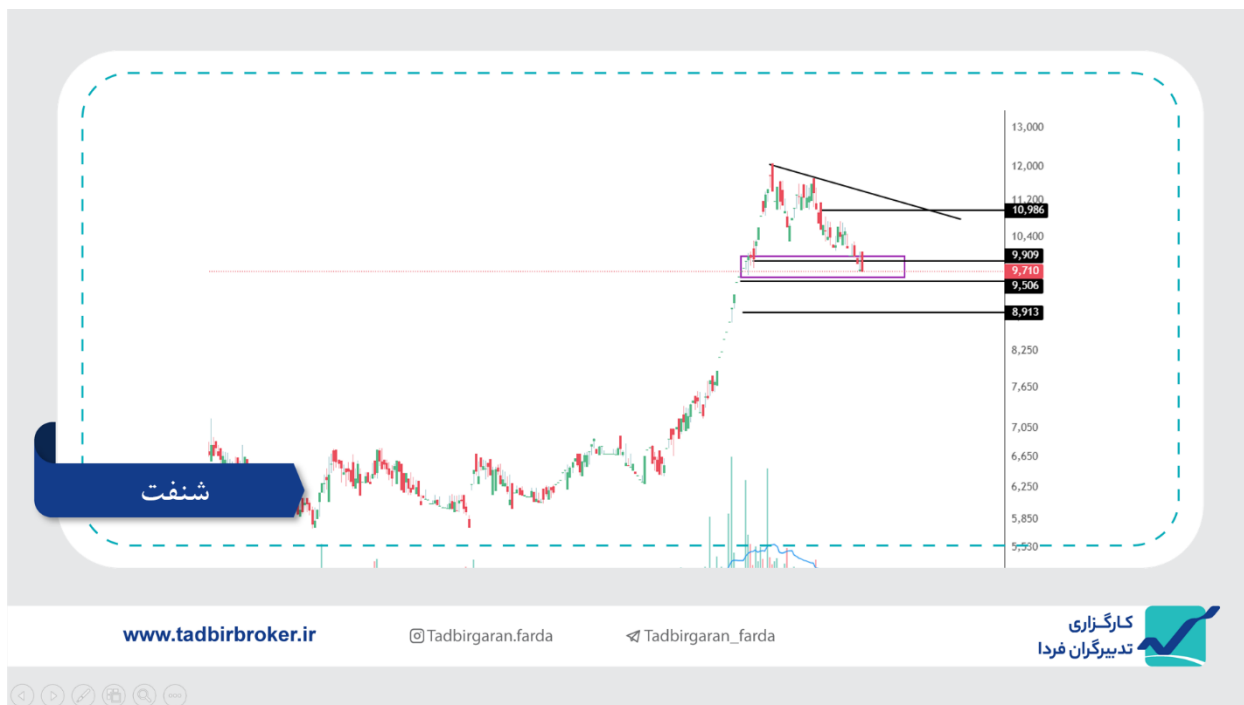 13,000
12,000
11,200
10,986
10,400
9,909
9,710
9,506
8,913
8,250
7,650
7,050
6,650
6,250
5,850
5,530
شنفت
www.tadbirbroker.ir
Tadbirgaran.farda
Tadbirgaran_farda
کارگزاری
تدبیرگران فردا